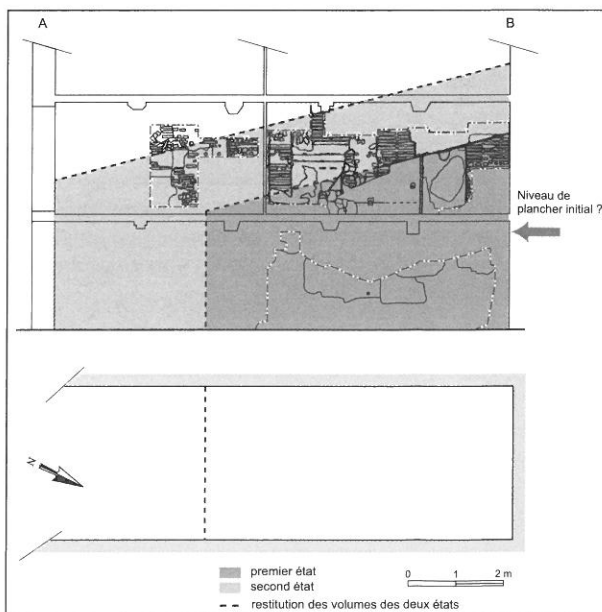 A B
Niveau de
plancher initial ?
N
premier état
second état
restitution des volumes des deux états
0 1 2 m